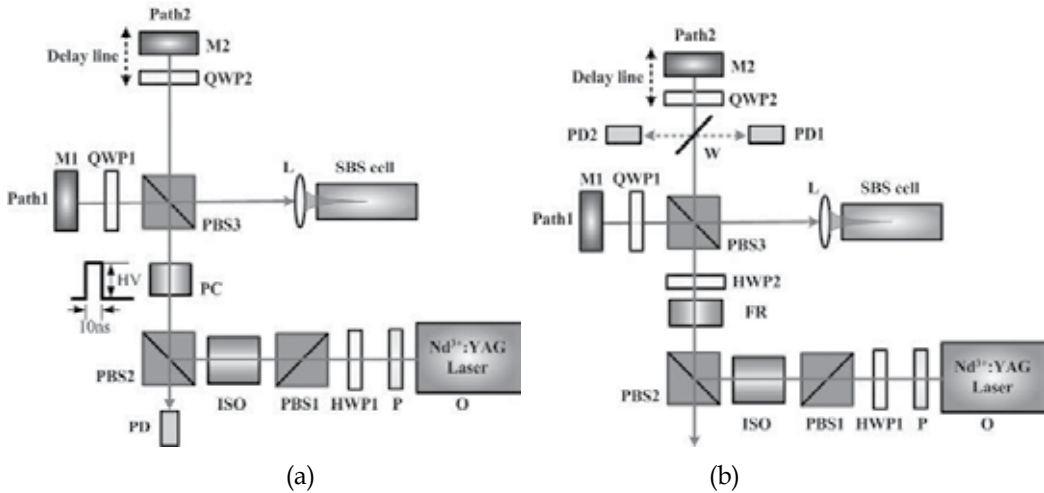 Path2
Delay line
M2
QWP2
M1 QWP1
L
SBS cell
Path1
PBS3
HV
PC
10ns
Nd³⁺:YAG
Laser
PBS2
ISO PBS1 HWP1 P O
PD
(a)
Path2
Delay line
M2
QWP2
PD2
PD1
W
M1 QWP1
L
SBS cell
Path1
PBS3
HWP2
FR
Nd³⁺:YAG
Laser
PBS2
ISO PBS1 HWP1 P O
(b)